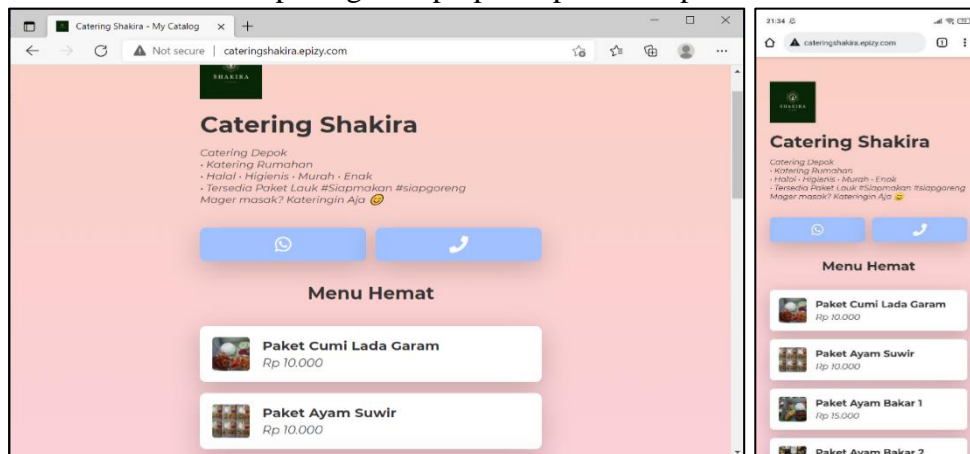 Catering Shakira - My Catalog
Not secure | cateringshakira.epizy.com
SHAKIRA
Catering Shakira
Catering Depok
• Katering Rumahan
• Halal • Higienis • Murah • Enak
• Tersedia Paket Lauk #Siapmakan #siapgoreng
Mager masak? Kateringin Aja 😊
Menu Hemat
Paket Cumi Lada Garam
Rp 10.000
Paket Ayam Suwir
Rp 10.000
21:34
cateringshakira.epizy.com
SHAKIRA
Catering Shakira
Catering Depok
• Katering Rumahan
• Halal • Higienis • Murah • Enak
• Tersedia Paket Lauk #Siapmakan #siapgoreng
Mager masak? Kateringin Aja 😊
Menu Hemat
Paket Cumi Lada Garam
Rp 10.000
Paket Ayam Suwir
Rp 10.000
Paket Ayam Bakar 1
Rp 15.000
Paket Ayam Bakar 2